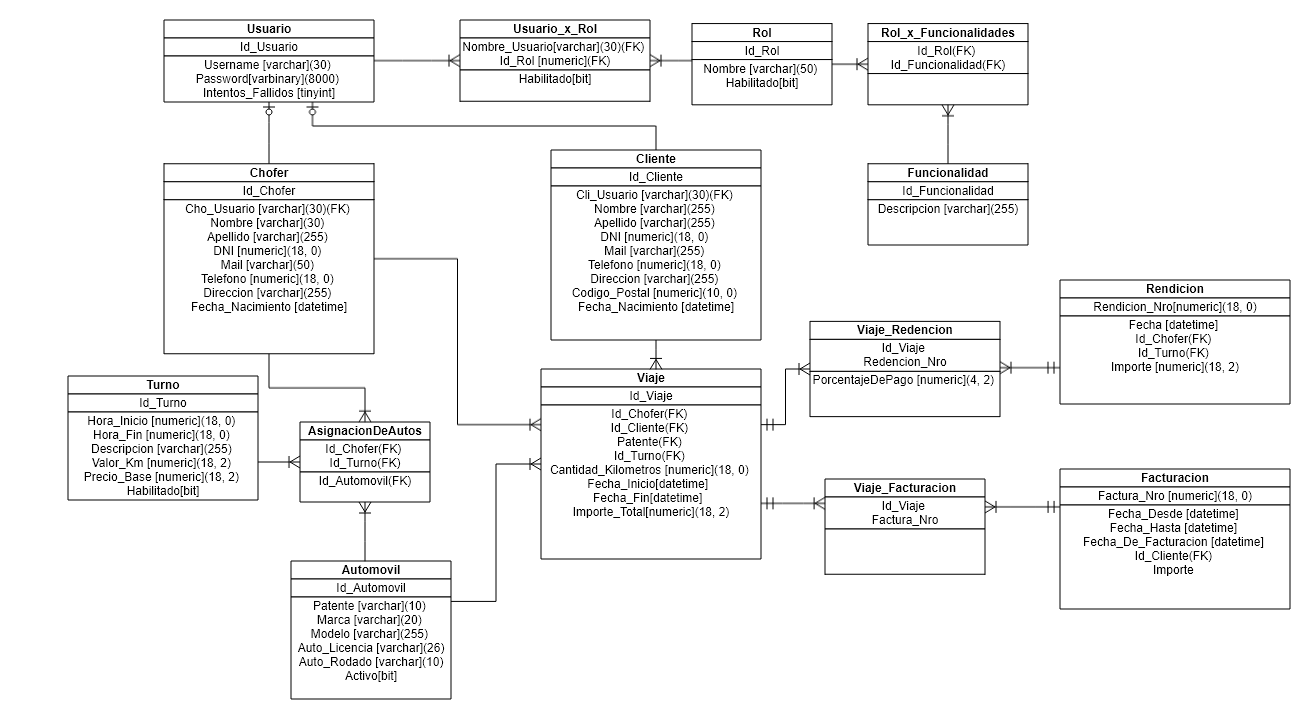 Usuario
Id_Usuario
Username [varchar](30)
Password[varbinary](8000)
Intentos_Fallidos [tinyint]
Usuario_x_Rol
Nombre_Usuario[varchar](30)(FK)
Id_Rol [numeric](FK)
Habilitado[bit]
Rol
Id_Rol
Nombre [varchar](50)
Habilitado[bit]
Rol_x_Funcionalidades
Id_Rol(FK)
Id_Funcionalidad(FK)
Chofer
Id_Chofer
Cho_Usuario [varchar](30)(FK)
Nombre [varchar](30)
Apellido [varchar](255)
DNI [numeric](18, 0)
Mail [varchar](50)
Telefono [numeric](18, 0)
Direccion [varchar](255)
Fecha_Nacimiento [datetime]
Cliente
Id_Cliente
Cli_Usuario [varchar](30)(FK)
Nombre [varchar](255)
Apellido [varchar](255)
DNI [numeric](18, 0)
Mail [varchar](255)
Telefono [numeric](18, 0)
Direccion [varchar](255)
Codigo_Postal [numeric](10, 0)
Fecha_Nacimiento [datetime]
Funcionalidad
Id_Funcionalidad
Descripcion [varchar](255)
Rendicion
Rendicion_Nro[numeric](18, 0)
Fecha [datetime]
Id_Chofer(FK)
Id_Turno(FK)
Importe [numeric](18, 2)
Viaje_Redencion
Id_Viaje
Redencion_Nro
PorcentajeDePago [numeric](4, 2)
Turno
Id_Turno
Hora_Inicio [numeric](18, 0)
Hora_Fin [numeric](18, 0)
Descripcion [varchar](255)
Valor_Km [numeric](18, 2)
Precio_Base [numeric](18, 2)
Habilitado[bit]
AsignacionDeAutos
Id_Chofer(FK)
Id_Turno(FK)
Id_Automovil(FK)
Viaje
Id_Viaje
Id_Chofer(FK)
Id_Cliente(FK)
Patente(FK)
Id_Turno(FK)
Cantidad_Kilometros [numeric](18, 0)
Fecha_Inicio[datetime]
Fecha_Fin[datetime]
Importe_Total[numeric](18, 2)
Viaje_Facturacion
Id_Viaje
Factura_Nro
Facturacion
Factura_Nro [numeric](18, 0)
Fecha_Desde [datetime]
Fecha_Hasta [datetime]
Fecha_De_Facturacion [datetime]
Id_Cliente(FK)
Importe
Automovil
Id_Automovil
Patente [varchar](10)
Marca [varchar](20)
Modelo [varchar](255)
Auto_Licencia [varchar](26)
Auto_Rodado [varchar](10)
Activo[bit]